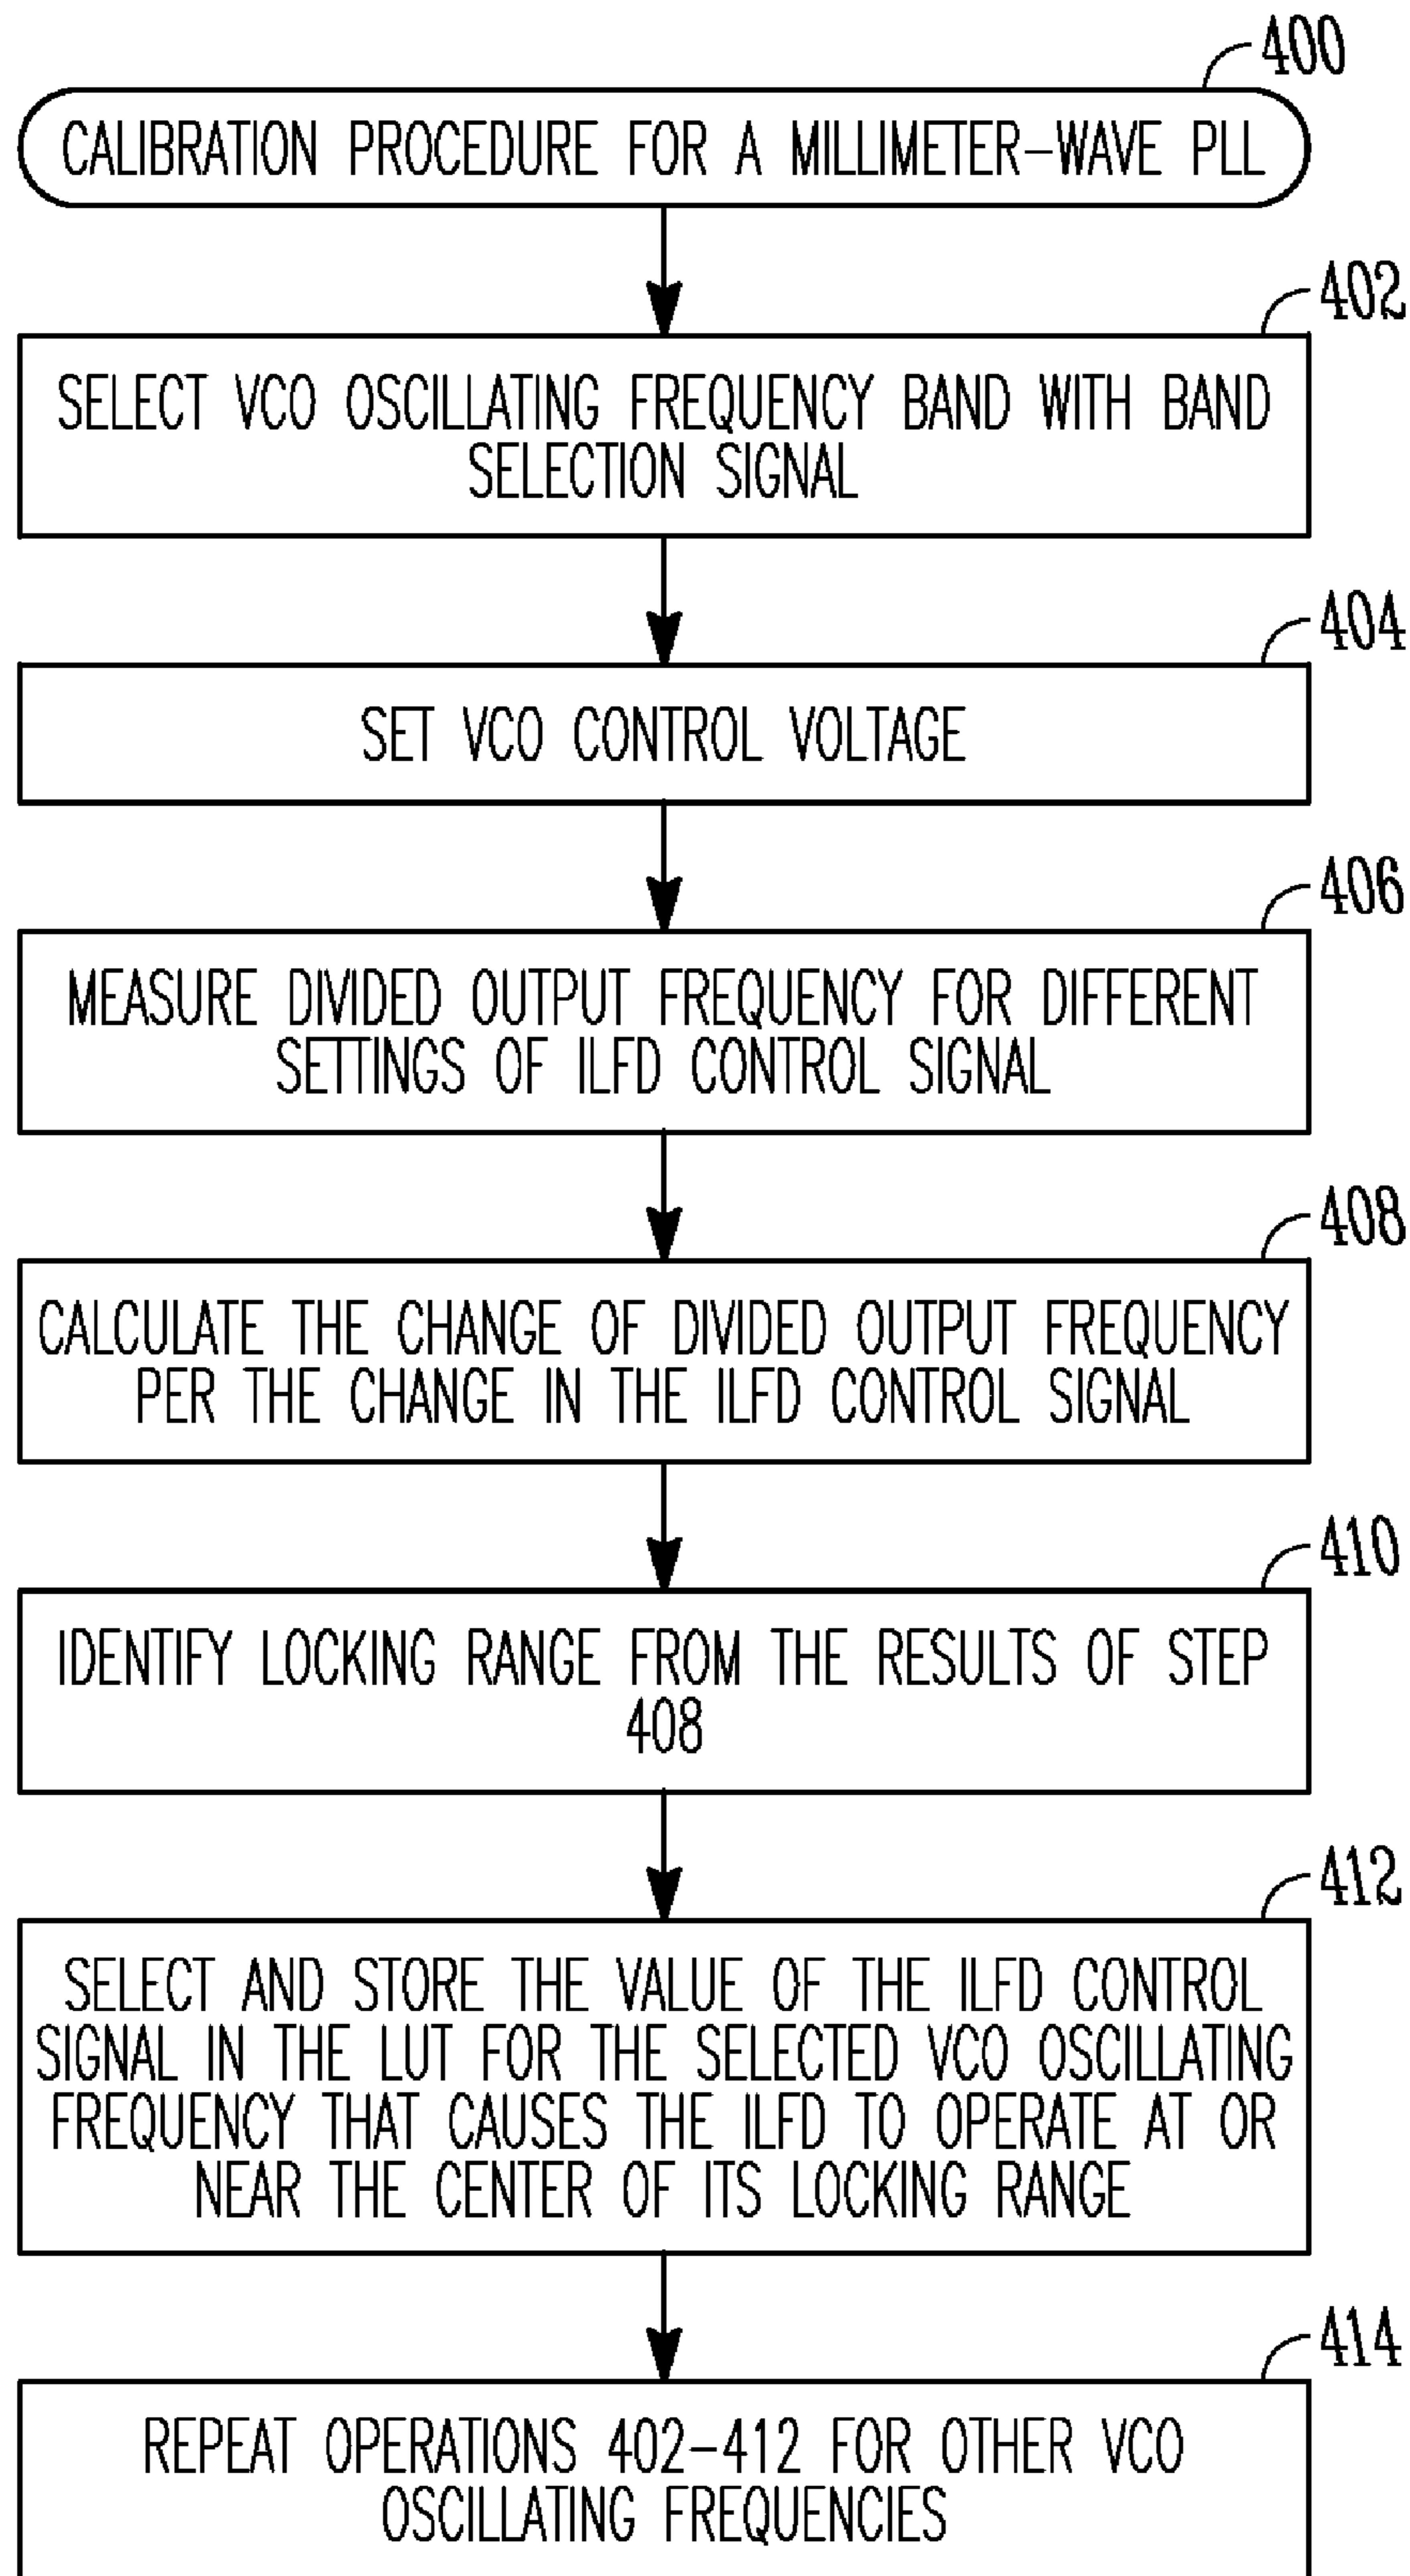 400
CALIBRATION PROCEDURE FOR A MILLIMETER-WAVE PLL
402
SELECT VCO OSCILLATING FREQUENCY BAND WITH BAND
SELECTION SIGNAL
404
SET VCO CONTROL VOLTAGE
406
MEASURE DIVIDED OUTPUT FREQUENCY FOR DIFFERENT
SETTINGS OF ILFD CONTROL SIGNAL
408
CALCULATE THE CHANGE OF DIVIDED OUTPUT FREQUENCY
PER THE CHANGE IN THE ILFD CONTROL SIGNAL
410
IDENTIFY LOCKING RANGE FROM THE RESULTS OF STEP
408
412
SELECT AND STORE THE VALUE OF THE ILFD CONTROL
SIGNAL IN THE LUT FOR THE SELECTED VCO OSCILLATING
FREQUENCY THAT CAUSES THE ILFD TO OPERATE AT OR
NEAR THE CENTER OF ITS LOCKING RANGE
414
REPEAT OPERATIONS 402-412 FOR OTHER VCO
OSCILLATING FREQUENCIES